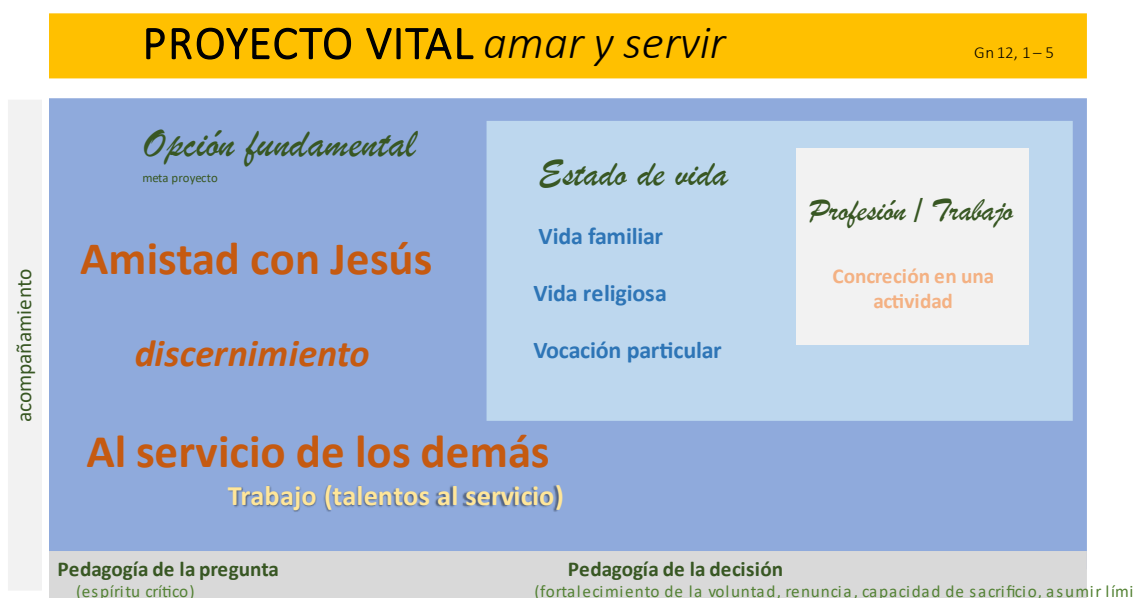 PROYECTO VITAL amar y servir
Gn 12, 1 – 5
acompañamiento
Opción fundamental
meta proyecto
Amistad con Jesús
discernimiento
Al servicio de los demás
Trabajo (talentos al servicio)
Estado de vida
Vida familiar
Vida religiosa
Vocación particular
Profesión / Trabajo
Concreción en una
actividad
Pedagogía de la pregunta
(espíritu crítico)
Pedagogía de la decisión
(fortalecimiento de la voluntad, renuncia, capacidad de sacrificio, asumir lími